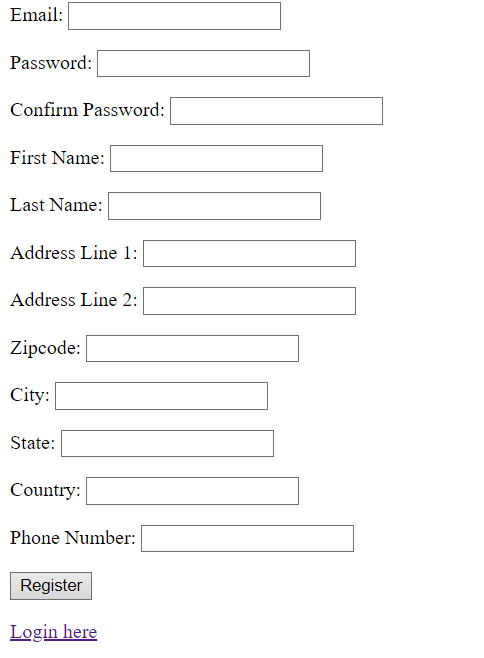 Email:
Password:
Confirm Password:
First Name:
Last Name:
Address Line 1:
Address Line 2:
Zipcode:
City:
State:
Country:
Phone Number:
Register
Login here